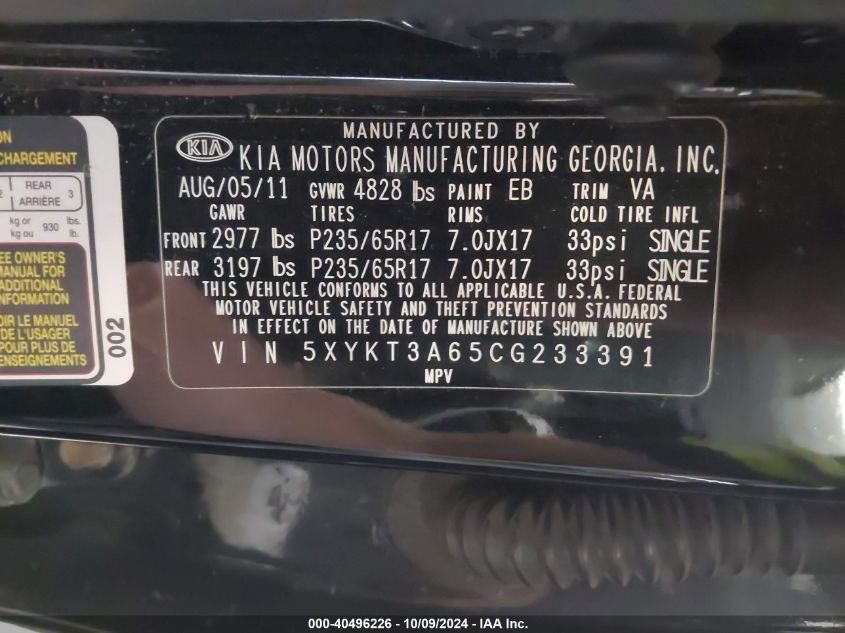 ON
CHARGEMENT
2 REAR ARRIÈRE 3
kg or kg ou 930 lbs. lb.
EE OWNER'S
MANUAL FOR
ADDITIONAL
NFORMATION
OIR LE MANUEL
DE L'USAGER
POUR PLUS DE
ENSEIGNEMENTS
002
MANUFACTURED BY
KIA KIA MOTORS MANUFACTURING GEORGIA, INC.
AUG/05/11 GVWR 4828 lbs PAINT EB TRIM VA
GAWR TIRES RIMS COLD TIRE INFL
FRONT 2977 lbs P235/65R17 7.0JX17 33psi SINGLE
REAR 3197 lbs P235/65R17 7.0JX17 33psi SINGLE
THIS VEHICLE CONFORMS TO ALL APPLICABLE U.S.A. FEDERAL
MOTOR VEHICLE SAFETY AND THEFT PREVENTION STANDARDS
IN EFFECT ON THE DATE OF MANUFACTURE SHOWN ABOVE
VIN 5XYKT3A65CG233391
MPV
000-40496226 - 10/09/2024 - IAA Inc.